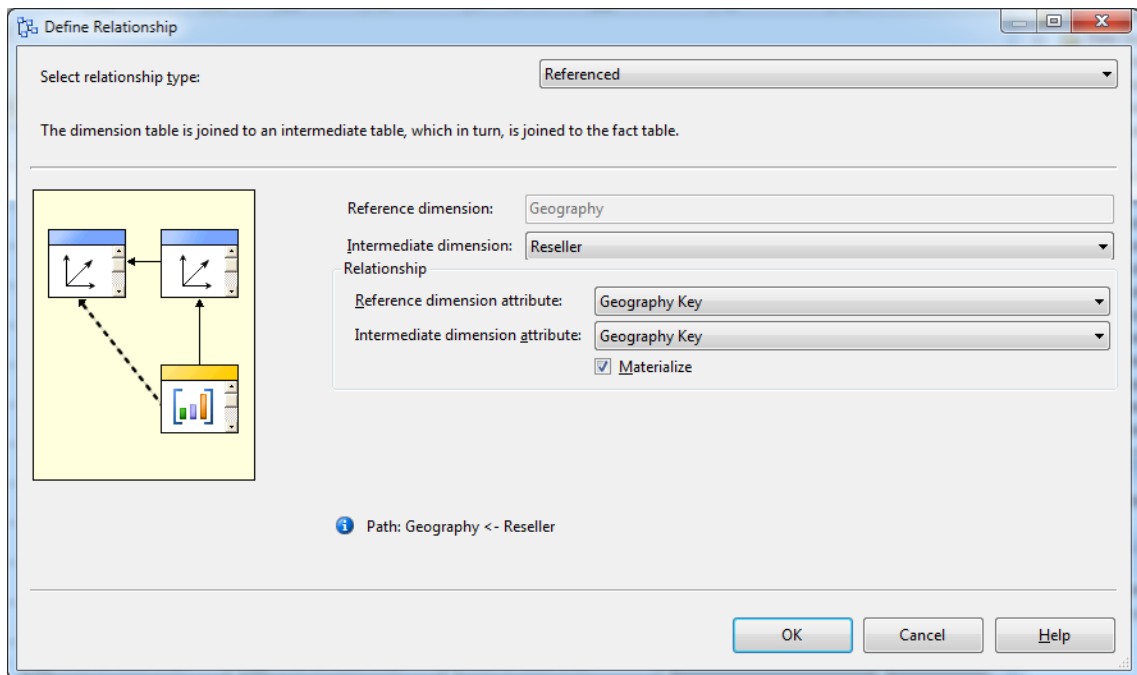 Define Relationship
Select relationship type:
Referenced
The dimension table is joined to an intermediate table, which in turn, is joined to the fact table.
Reference dimension:
Geography
Intermediate dimension:
Reseller
Relationship
Reference dimension attribute:
Geography Key
Intermediate dimension attribute:
Geography Key
Materialize
Path: Geography <- Reseller
OK
Cancel
Help